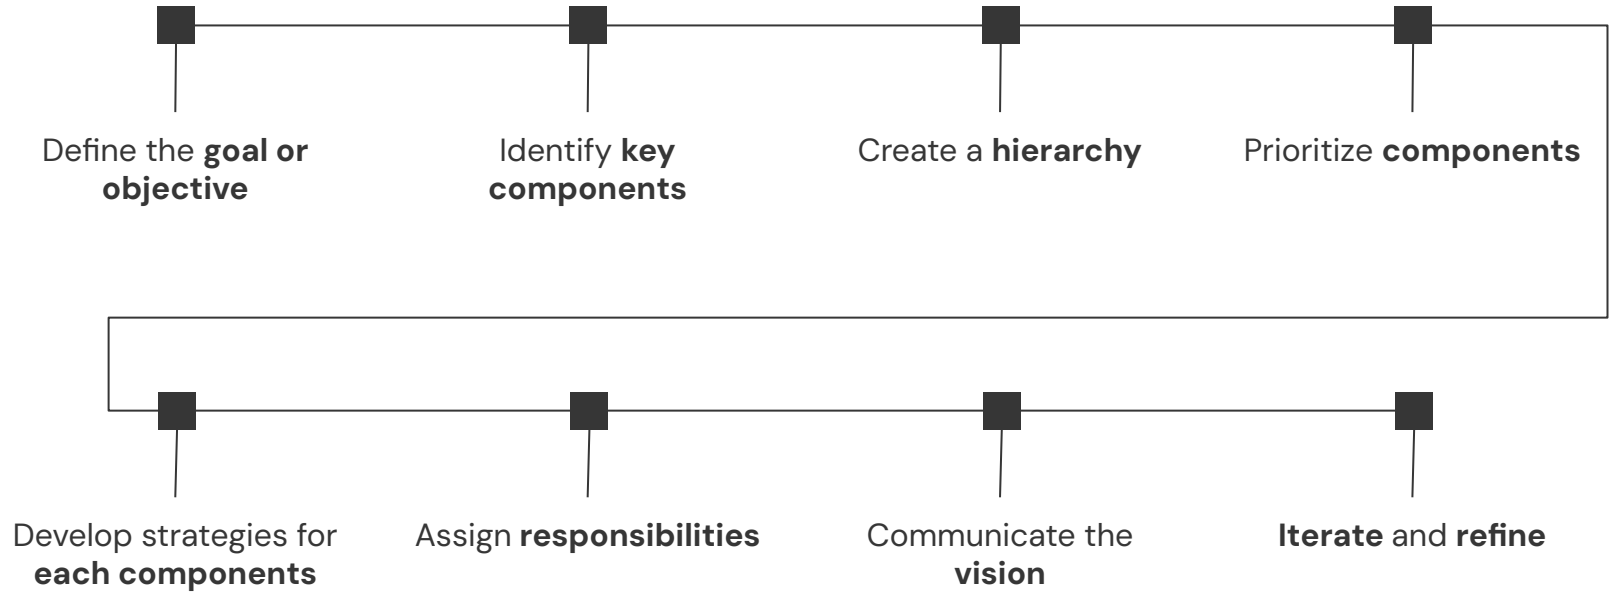 Define the goal or
objective
Identify key
components
Create a hierarchy
Prioritize components
Develop strategies for
each components
Assign responsibilities
Communicate the
vision
Iterate and refine